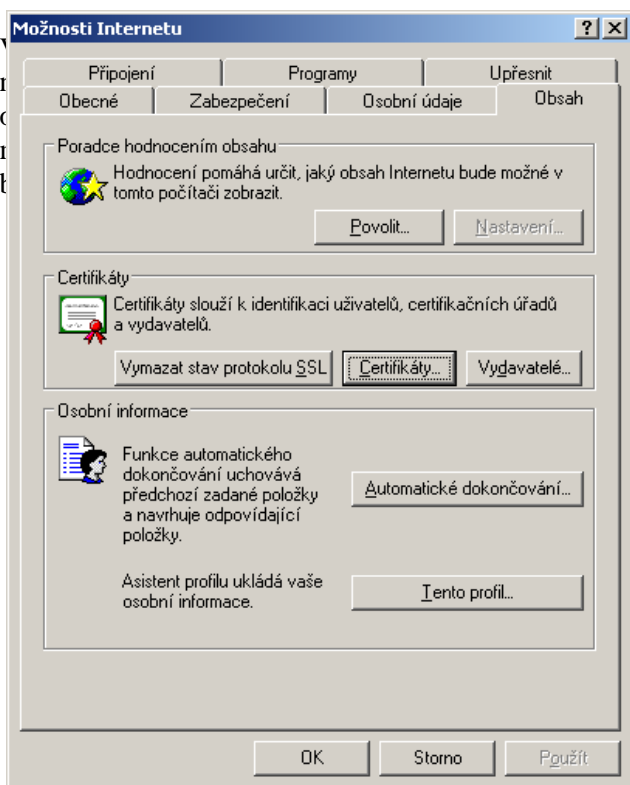 Možnosti Internetu
Připojení Programy Upřesnit
Obecné Zabezpečení Osobní údaje Obsah
Poradce hodnocením obsahu
Hodnocení pomáhá určit, jaký obsah Internetu bude možné v
tomto počítači zobrazit.
Povolit... Nastavení...
Certifikáty
Certifikáty slouží k identifikaci uživatelů, certifikačních úřadů
a vydavatelů.
Vymazat stav protokolu SSL Certifikáty... Vydavatelé...
Osobní informace
Funkce automatického
dokončování uchovává
předchozí zadané položky
a navrhuje odpovídající
položky.
Automatické dokončování...
Asistent profilu ukládá vaše
osobní informace.
Tento profil...
OK Storno Použít